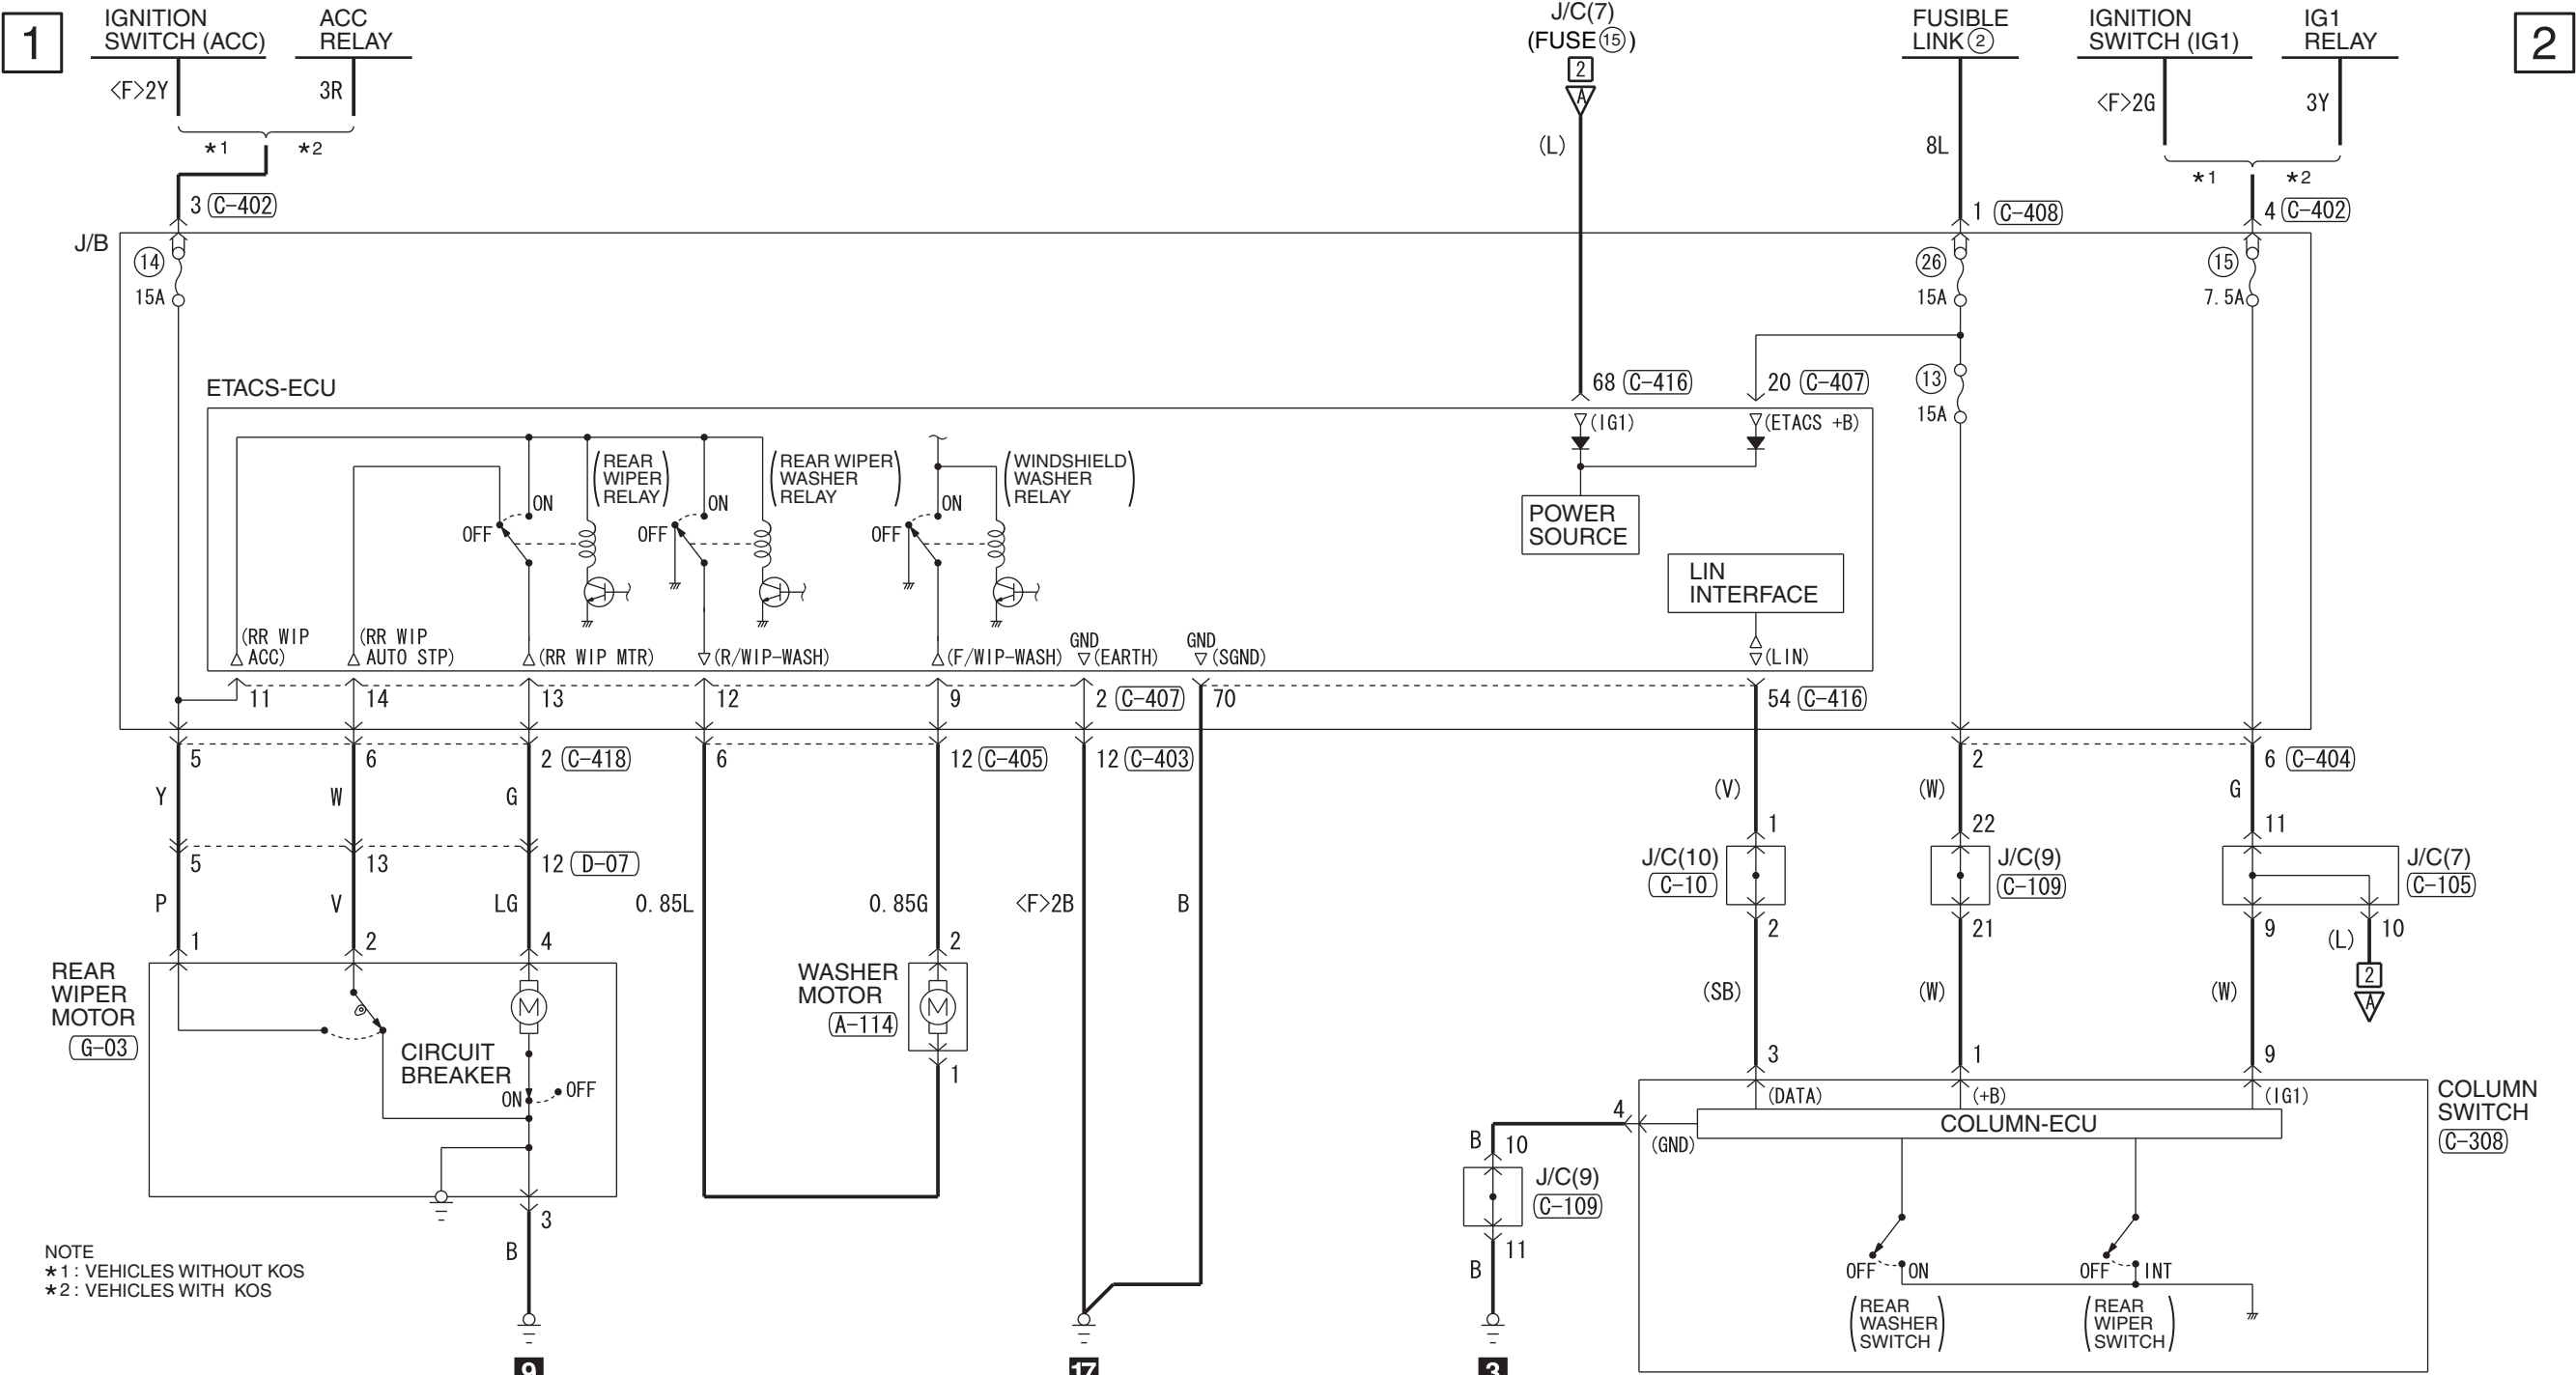 1
IGNITION
SWITCH (ACC)
ACC
RELAY
J/C(7)
(FUSE 15)
FUSIBLE
LINK 2
IGNITION
SWITCH (IG1)
IG1
RELAY
2
<F>2Y
3R
2
A
(L)
8L
<F>2G
3Y
*1
*2
*1
*2
3 C-402
1 C-408
4 C-402
J/B
14
15A
26
15A
15
7.5A
13
15A
ETACS-ECU
68 C-416
20 C-407
(IG1)
(ETACS +B)
(REAR
WIPER
RELAY)
(REAR WIPER
WASHER
RELAY)
(WINDSHIELD
WASHER
RELAY)
ON
OFF
ON
OFF
ON
OFF
POWER
SOURCE
LIN
INTERFACE
(RR WIP
ACC)
(RR WIP
AUTO STP)
(RR WIP MTR)
(R/WIP-WASH)
(F/WIP-WASH)
GND
(EARTH)
GND
(SGND)
(LIN)
11
14
13
12
9
2 C-407
70
54 C-416
5
6
2 C-418
6
12 C-405
12 C-403
2
6 C-404
Y
W
G
(V)
(W)
G
1
22
11
5
13
12 D-07
J/C(10)
C-10
J/C(9)
C-109
J/C(7)
C-105
P
V
LG
0.85L
0.85G
<F>2B
B
2
21
9
10
(L)
2
A
1
2
4
2
REAR
WIPER
MOTOR
G-03
M
WASHER
MOTOR
A-114
M
1
(SB)
(W)
(W)
CIRCUIT
BREAKER
ON
OFF
3
1
9
(DATA)
(+B)
(IG1)
COLUMN
SWITCH
C-308
4
(GND)
COLUMN-ECU
B
10
J/C(9)
C-109
11
B
3
B
NOTE
*1: VEHICLES WITHOUT KOS
*2: VEHICLES WITH KOS
OFF
ON
OFF
INT
(REAR
WASHER
SWITCH)
(REAR
WIPER
SWITCH)
9
17
3